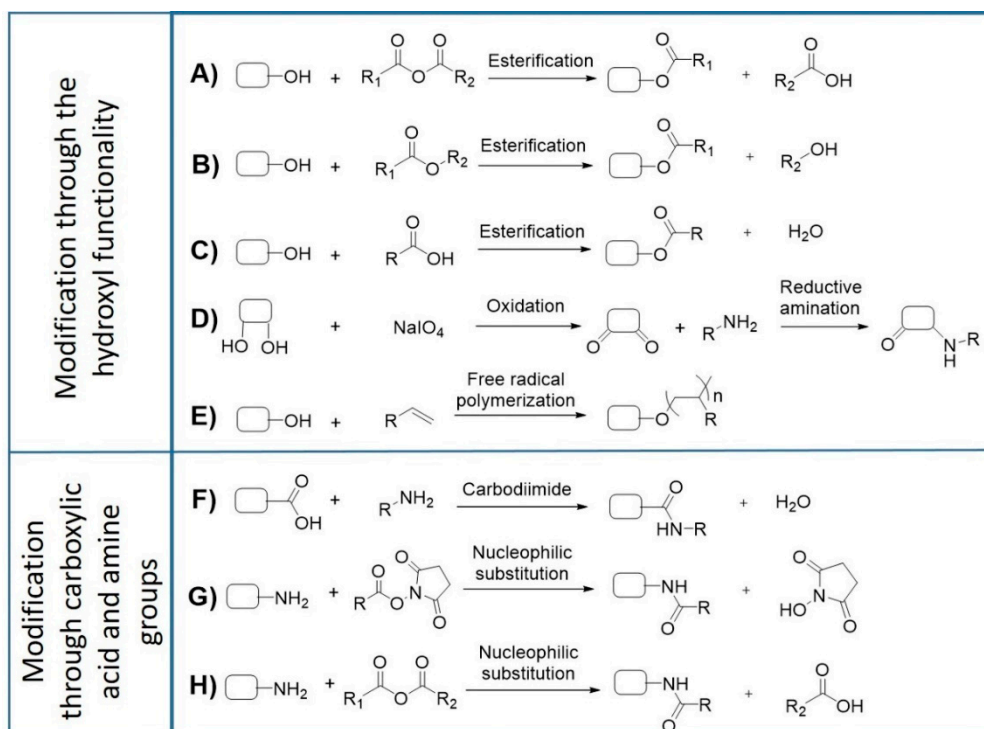 Modification through the
hydroxyl functionality
A) OH + R1 O O O R2 Esterification O O R1 + R2 O OH
B) OH + R1 O O R2 Esterification O O R1 + R2 OH
C) OH + R O OH Esterification O O R + H2O
D) HO OH + NaIO4 Oxidation O O + R NH2 Reductive
amination O N
H R
E) OH + R Free radical
polymerization O n
R
Modification
through carboxylic
acid and amine
groups
F) O
OH + R NH2 Carbodiimide O
HN R + H2O
G) NH2 + R O O N O O Nucleophilic
substitution NH
O R + HO N O O
H) NH2 + R1 O O O R2 Nucleophilic
substitution NH
O R + R2 O OH